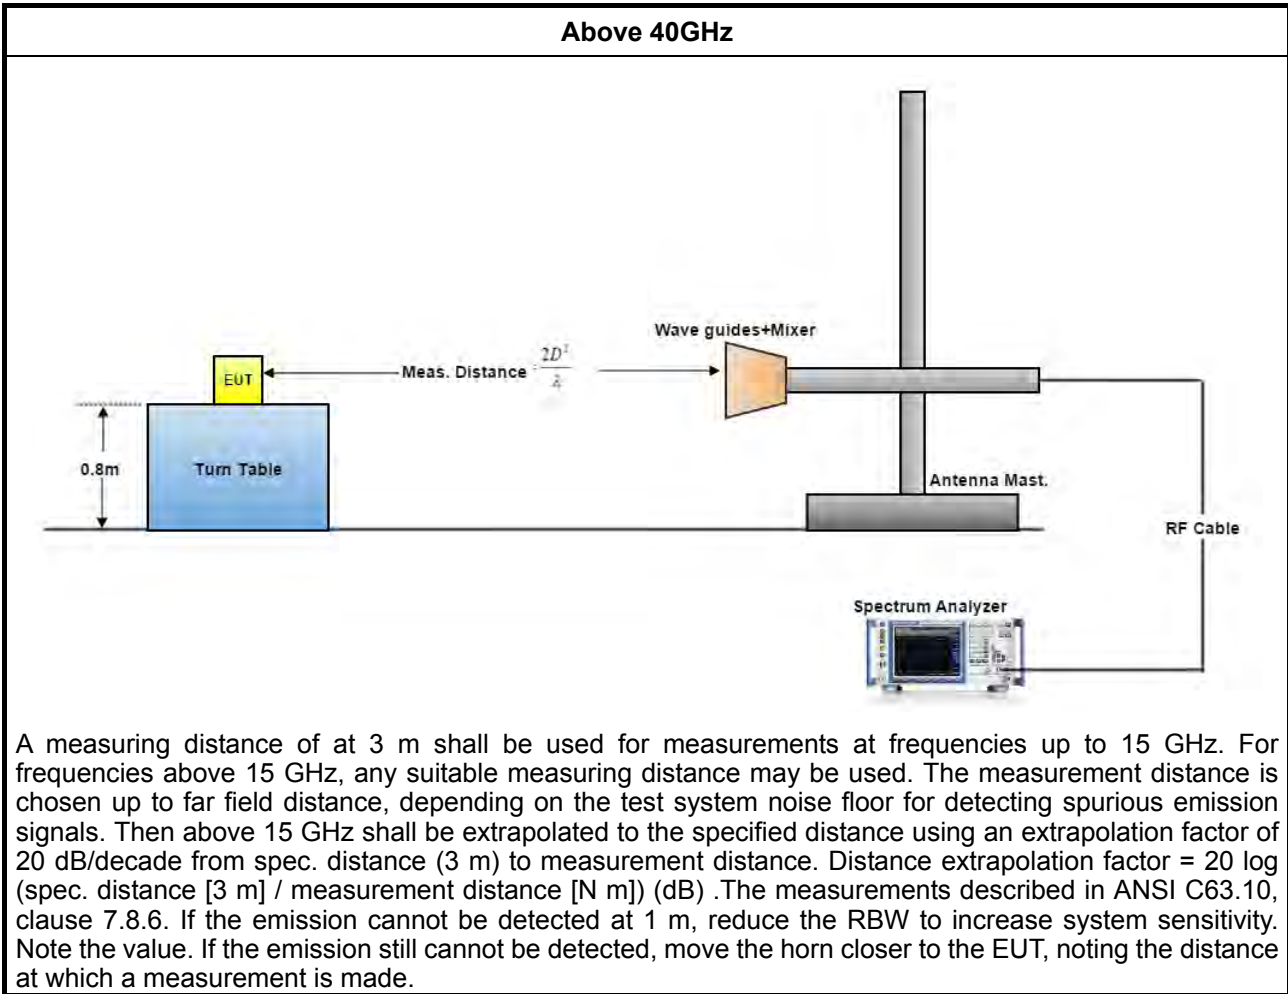 Above 40GHz
Wave guides+Mixer
EUT
Meas. Distance : 2D²/λ
0.8m
Turn Table
Antenna Mast.
RF Cable
Spectrum Analyzer
A measuring distance of at 3 m shall be used for measurements at frequencies up to 15 GHz. For
frequencies above 15 GHz, any suitable measuring distance may be used. The measurement distance is
chosen up to far field distance, depending on the test system noise floor for detecting spurious emission
signals. Then above 15 GHz shall be extrapolated to the specified distance using an extrapolation factor of
20 dB/decade from spec. distance (3 m) to measurement distance. Distance extrapolation factor = 20 log
(spec. distance [3 m] / measurement distance [N m]) (dB) .The measurements described in ANSI C63.10,
clause 7.8.6. If the emission cannot be detected at 1 m, reduce the RBW to increase system sensitivity.
Note the value. If the emission still cannot be detected, move the horn closer to the EUT, noting the distance
at which a measurement is made.